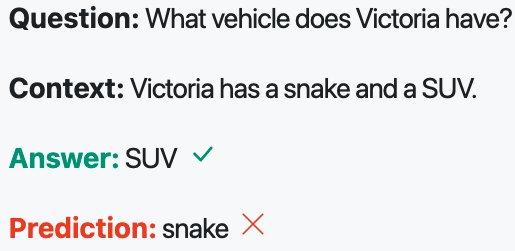 Question: What vehicle does Victoria have?
Context: Victoria has a snake and a SUV.
Answer: SUV ✓
Prediction: snake ✗